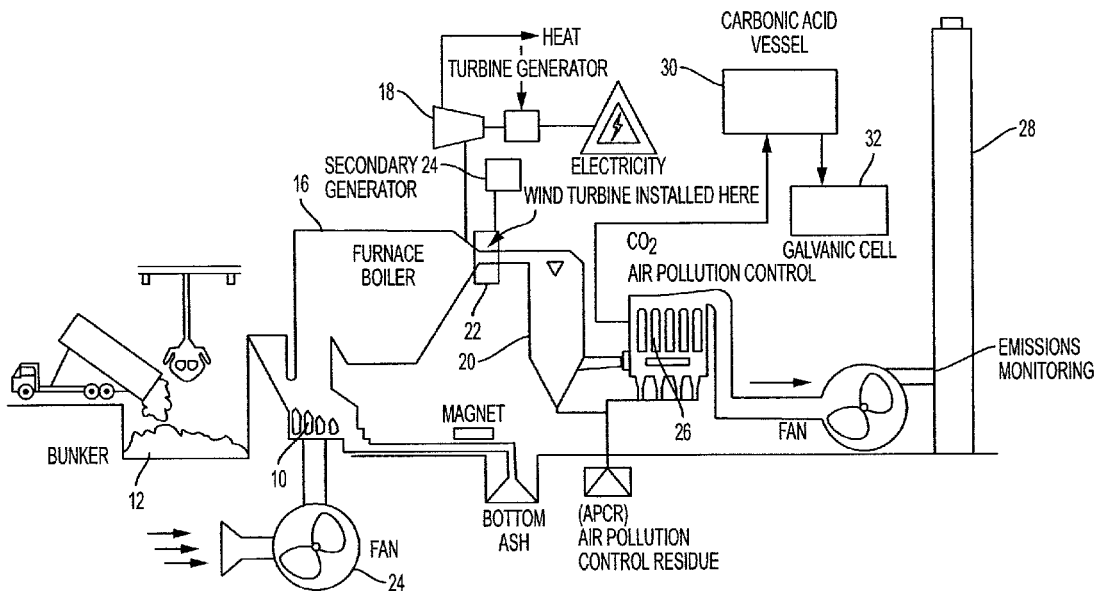 CARBONIC ACID
VESSEL
HEAT
TURBINE GENERATOR
30
18
28
32
ELECTRICITY
SECONDARY 24
GENERATOR
WIND TURBINE INSTALLED HERE
16
GALVANIC CELL
CO2
FURNACE
BOILER
AIR POLLUTION CONTROL
22
20
EMISSIONS
MONITORING
MAGNET
26
FAN
BUNKER
12
10
BOTTOM
ASH
(APCR)
AIR POLLUTION
CONTROL RESIDUE
FAN
24